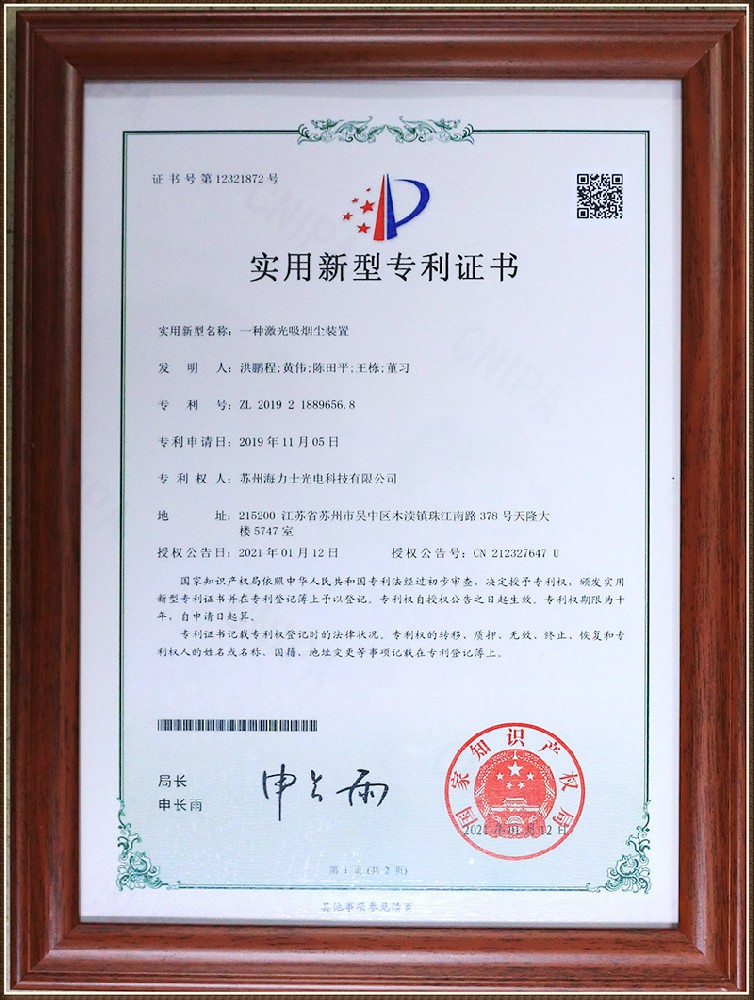 证书号第12321872号
实用新型专利证书
实用新型名称：一种激光吸烟尘装置
发明人：洪鹏程;黄伟;陈田平;王栋;董习
专利号：ZL 2019 2 1889656.8
专利申请日：2019年11月05日
专利权人：苏州海力士光电科技有限公司
地址：215200 江苏省苏州市吴中区木渎镇珠江南路378号天隆大
楼5747室
授权公告日：2021年01月12日 授权公告号：CN 212327647 U
国家知识产权局依照中华人民共和国专利法经过初步审查，决定授予专利权，颁发实用
新型专利证书并在专利登记簿上予以登记。专利权自授权公告之日起生效。专利权期限为十
年，自申请日起算。
专利证书记载专利权登记时的法律状况。专利权的转移、质押、无效、终止、恢复和专
利权人的姓名或名称、国籍、地址变更等事项记载在专利登记簿上。
局长
申长雨
申长雨
国家知识产权局
2021年01月12日
第1页(共2页)
其他事项参见续页
CNIPA